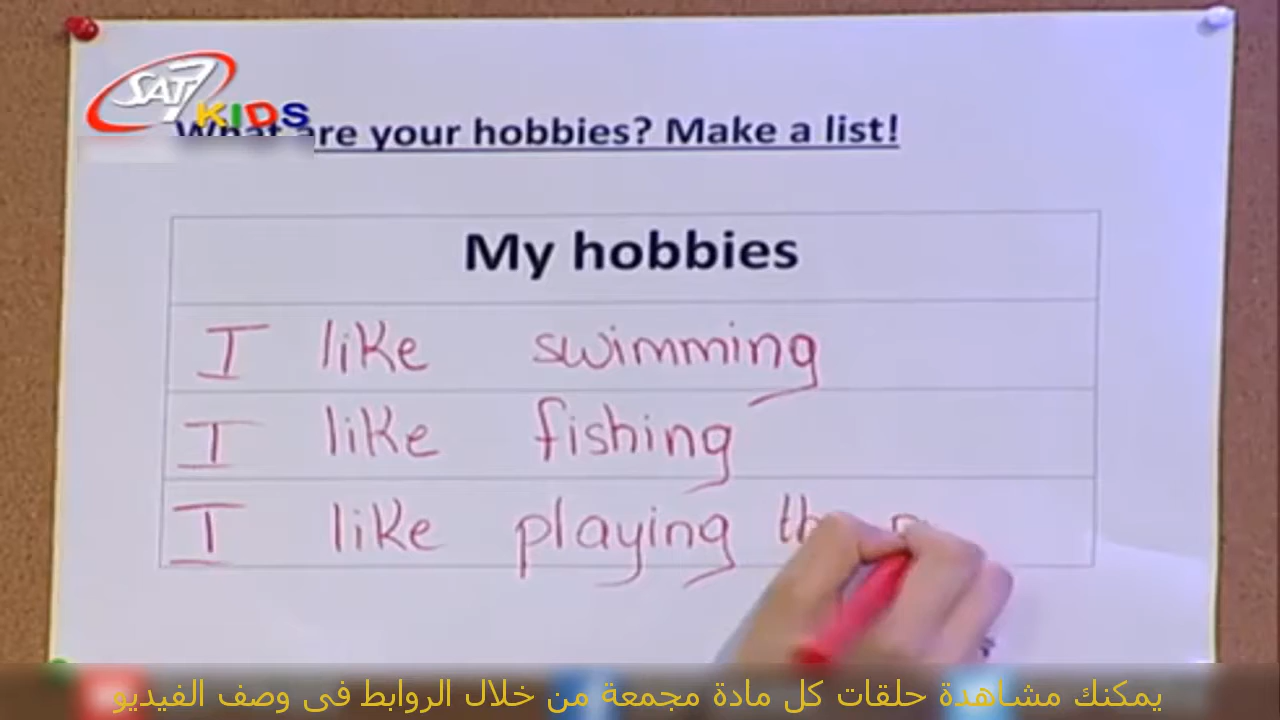 SAT7
KIDS
What are your hobbies? Make a list!
My hobbies
I like swimming
I like fishing
I like playing
يمكنك مشاهدة حلقات كل مادة مجمعة من خلال الروابط فى وصف الفيديو